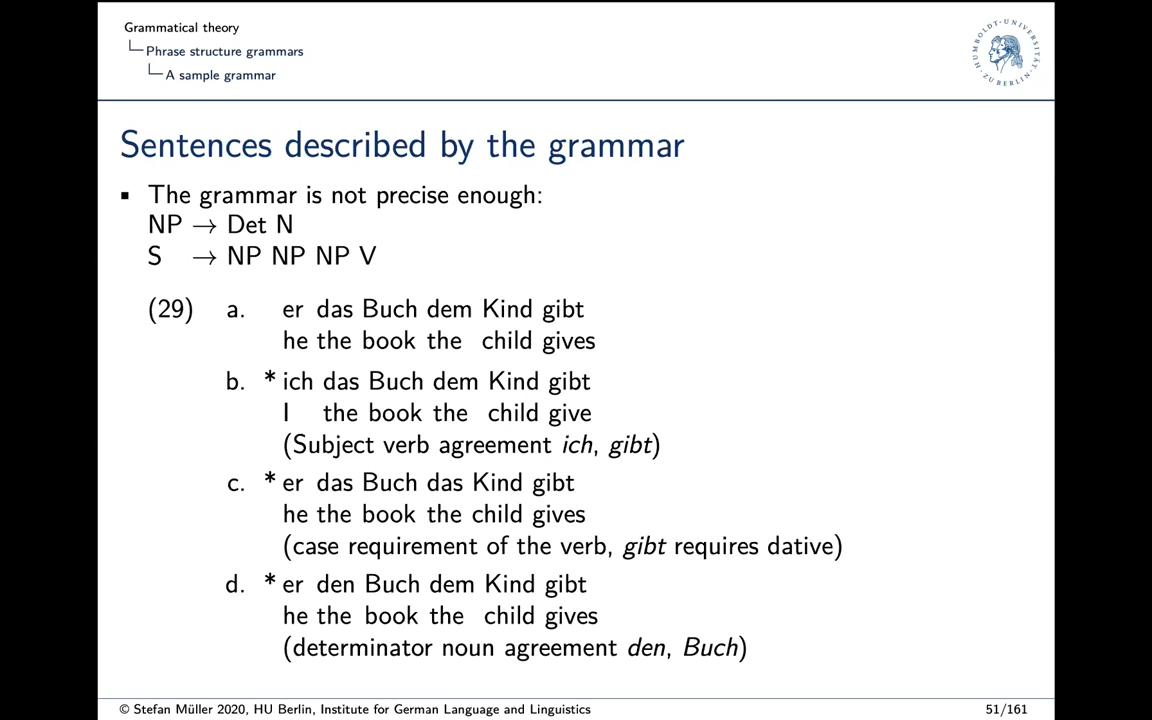 Grammatical theory
Phrase structure grammars
A sample grammar
HUMBOLDT-UNIVERSITÄT ZU BERLIN
Sentences described by the grammar
▪ The grammar is not precise enough:
NP → Det N
S → NP NP NP V
(29) a. er das Buch dem Kind gibt
he the book the child gives
b. * ich das Buch dem Kind gibt
I the book the child give
(Subject verb agreement ich, gibt)
c. * er das Buch das Kind gibt
he the book the child gives
(case requirement of the verb, gibt requires dative)
d. * er den Buch dem Kind gibt
he the book the child gives
(determinator noun agreement den, Buch)
© Stefan Müller 2020, HU Berlin, Institute for German Language and Linguistics 51/161